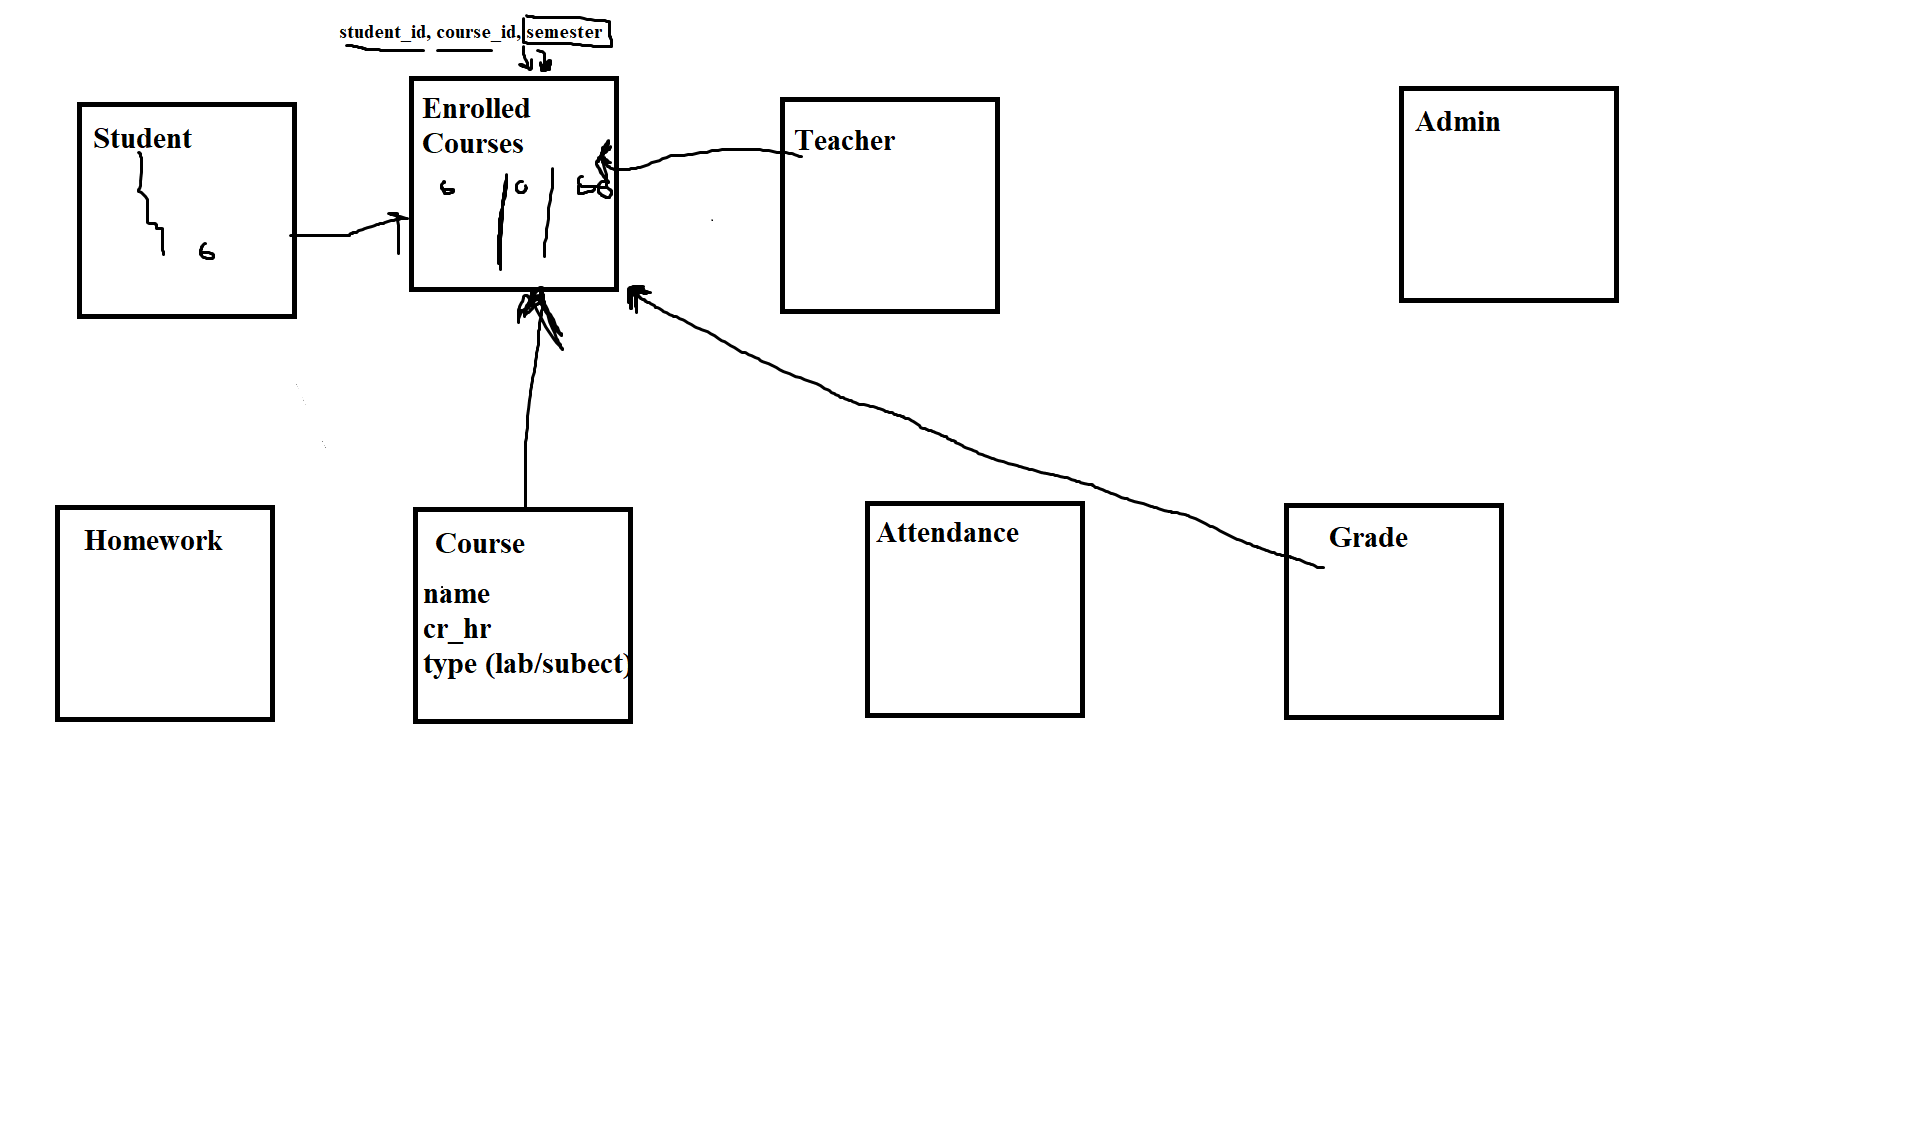 student_id, course_id, semester
Student
Enrolled
Courses
Teacher
Admin
6
0
6
Homework
Course
name
cr_hr
type (lab/subect)
Attendance
Grade